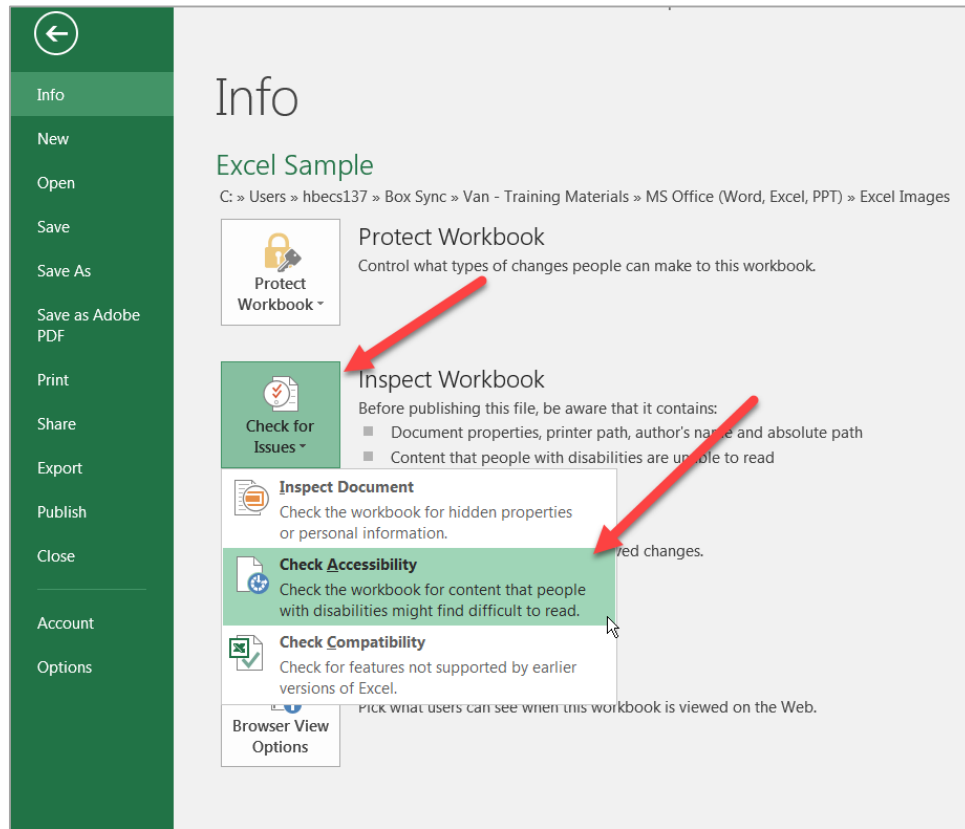 Info
New
Open
Save
Save As
Save as Adobe
PDF
Print
Share
Export
Publish
Close
Account
Options
Info
Excel Sample
C: » Users » hbecs137 » Box Sync » Van - Training Materials » MS Office (Word, Excel, PPT) » Excel Images
Protect
Workbook
Protect Workbook
Control what types of changes people can make to this workbook.
Check for
Issues
Inspect Workbook
Before publishing this file, be aware that it contains:
Document properties, printer path, author's name and absolute path
Content that people with disabilities are unable to read
Inspect Document
Check the workbook for hidden properties
or personal information.
Check Accessibility
Check the workbook for content that people
with disabilities might find difficult to read.
changes.
Check Compatibility
Check for features not supported by earlier
versions of Excel.
Browser View
Options
Pick what users can see when this workbook is viewed on the Web.